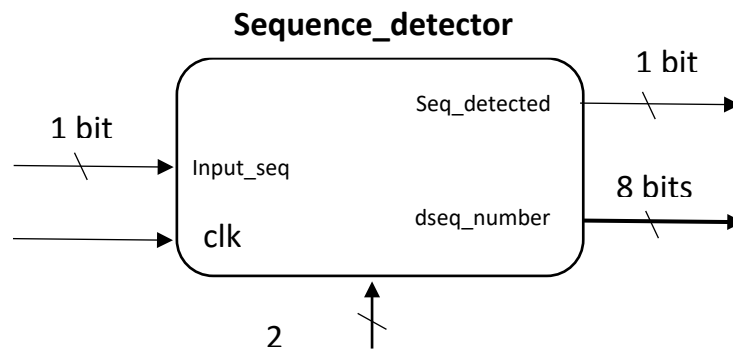 Sequence_detector
1 bit
Seq_detected
1 bit
Input_seq
8 bits
dseq_number
clk
2